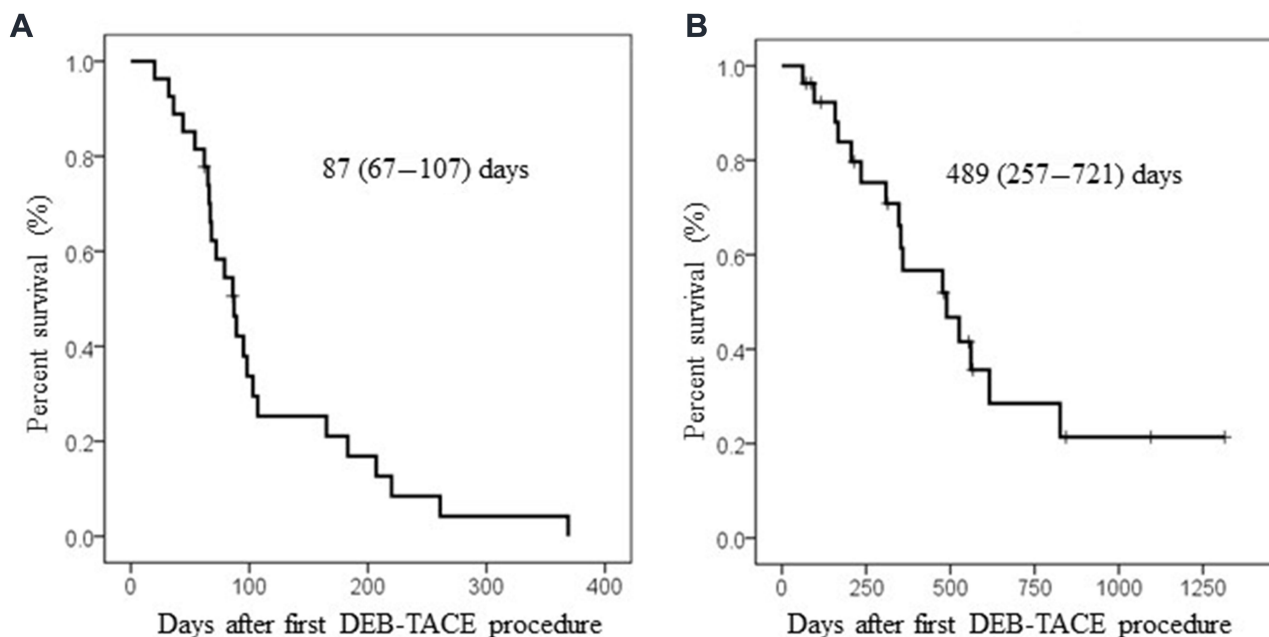 A
Percent survival (%)
1.0
0.8
0.6
0.4
0.2
0.0
87 (67–107) days
0
100
200
300
400
Days after first DEB-TACE procedure
B
Percent survival (%)
1.0
0.8
0.6
0.4
0.2
0.0
489 (257–721) days
0
250
500
750
1000
1250
Days after first DEB-TACE procedure